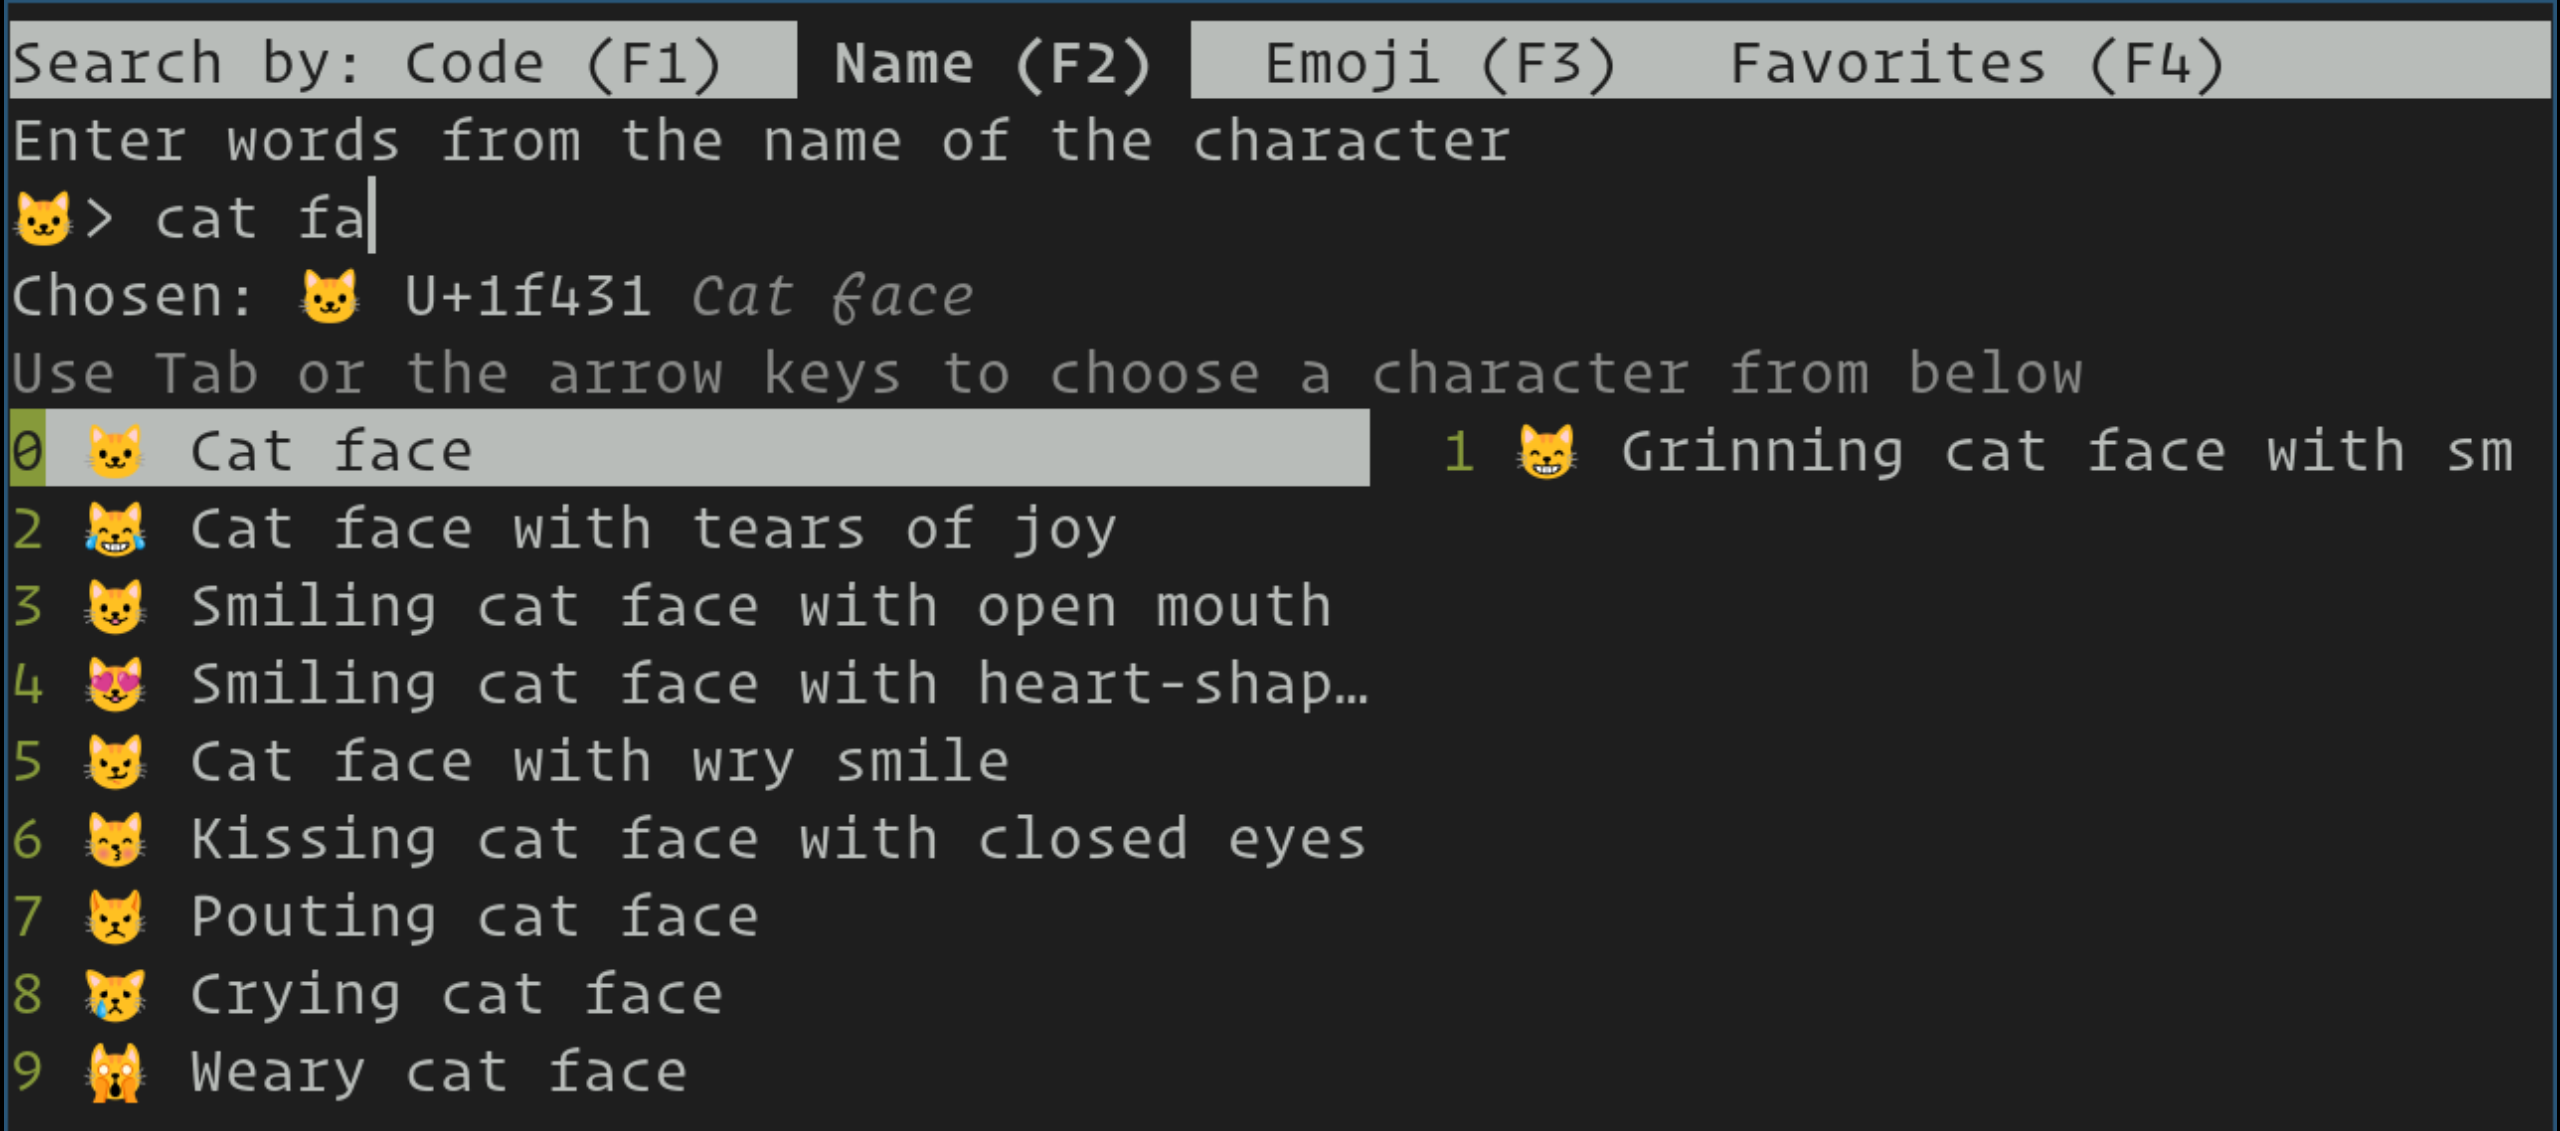 Search by: Code (F1) Name (F2) Emoji (F3) Favorites (F4)
Enter words from the name of the character
🐱> cat fa
Chosen: 🐱 U+1f431 Cat face
Use Tab or the arrow keys to choose a character from below
0 🐱 Cat face 1 😸 Grinning cat face with sm
2 😹 Cat face with tears of joy
3 😺 Smiling cat face with open mouth
4 😻 Smiling cat face with heart-shap…
5 😼 Cat face with wry smile
6 😽 Kissing cat face with closed eyes
7 😾 Pouting cat face
8 😿 Crying cat face
9 🙀 Weary cat face